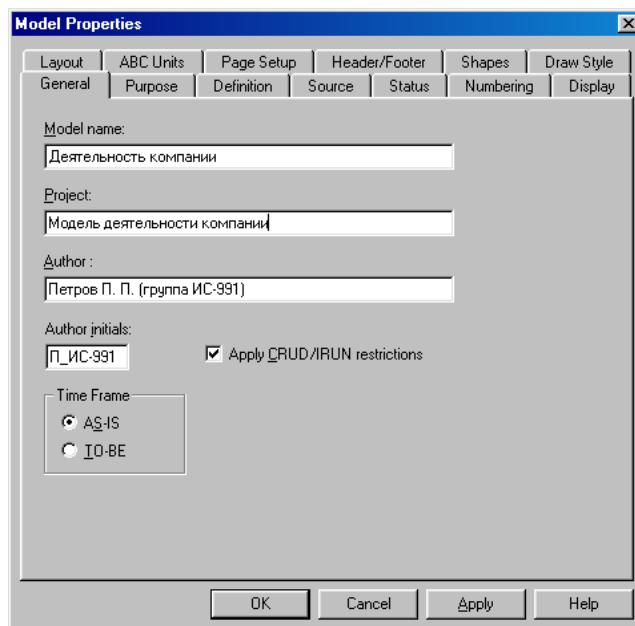 Model Properties
Layout ABC Units Page Setup Header/Footer Shapes Draw Style
General Purpose Definition Source Status Numbering Display
Model name:
Деятельность компании
Project:
Модель деятельности компании
Author :
Петров П. П. (группа ИС-991)
Author initials:
П_ИС-991 Apply CRUD/IRUN restrictions
Time Frame
AS-IS
TO-BE
OK Cancel Apply Help